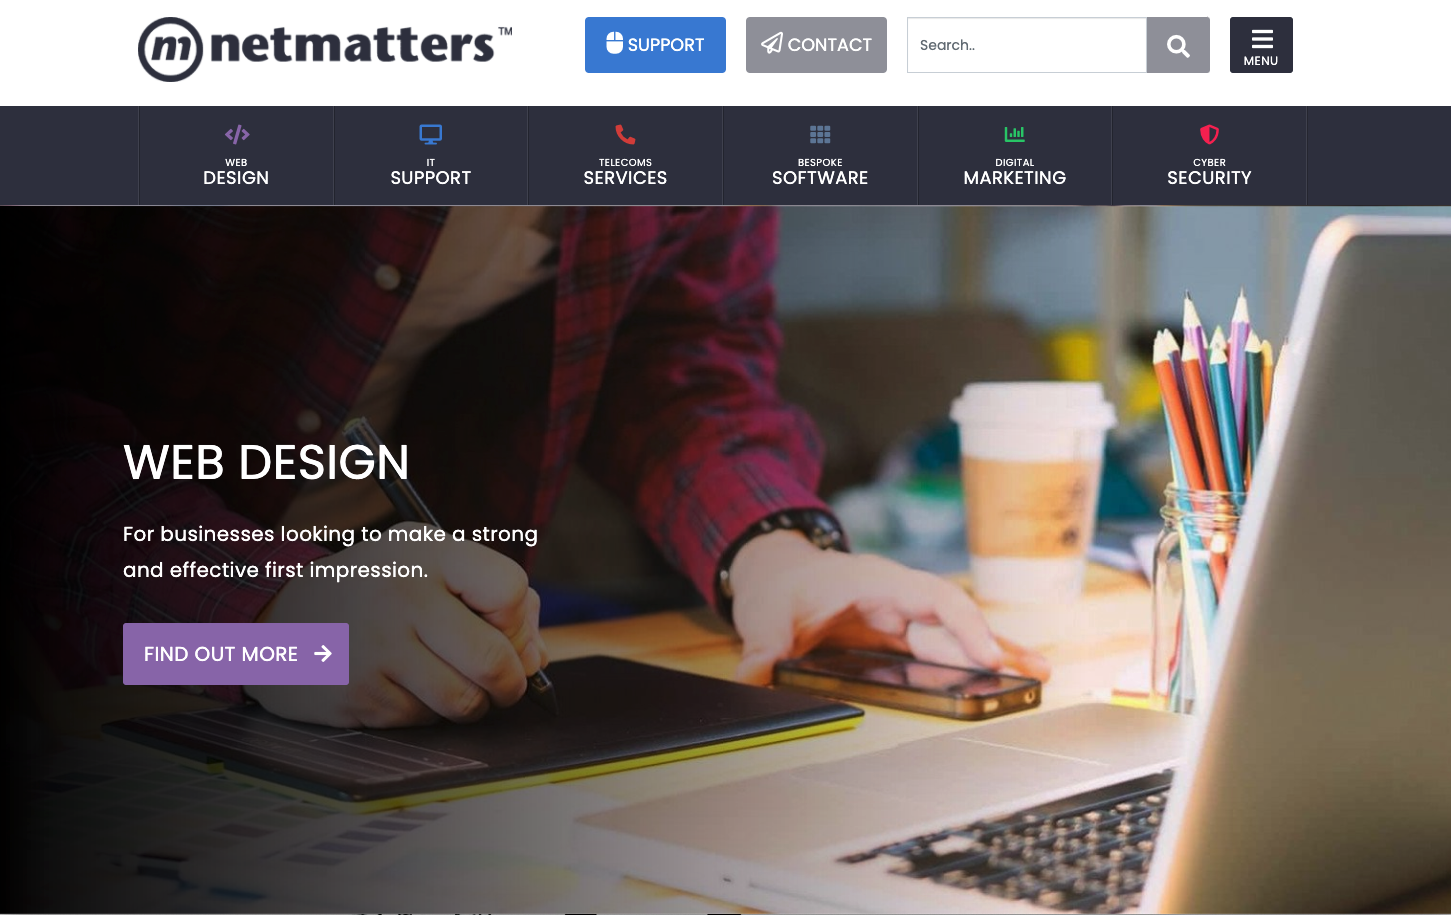 netmatters™
SUPPORT
CONTACT
Search..
MENU
WEB
DESIGN
IT
SUPPORT
TELECOMS
SERVICES
BESPOKE
SOFTWARE
DIGITAL
MARKETING
CYBER
SECURITY
WEB DESIGN
For businesses looking to make a strong
and effective first impression.
FIND OUT MORE